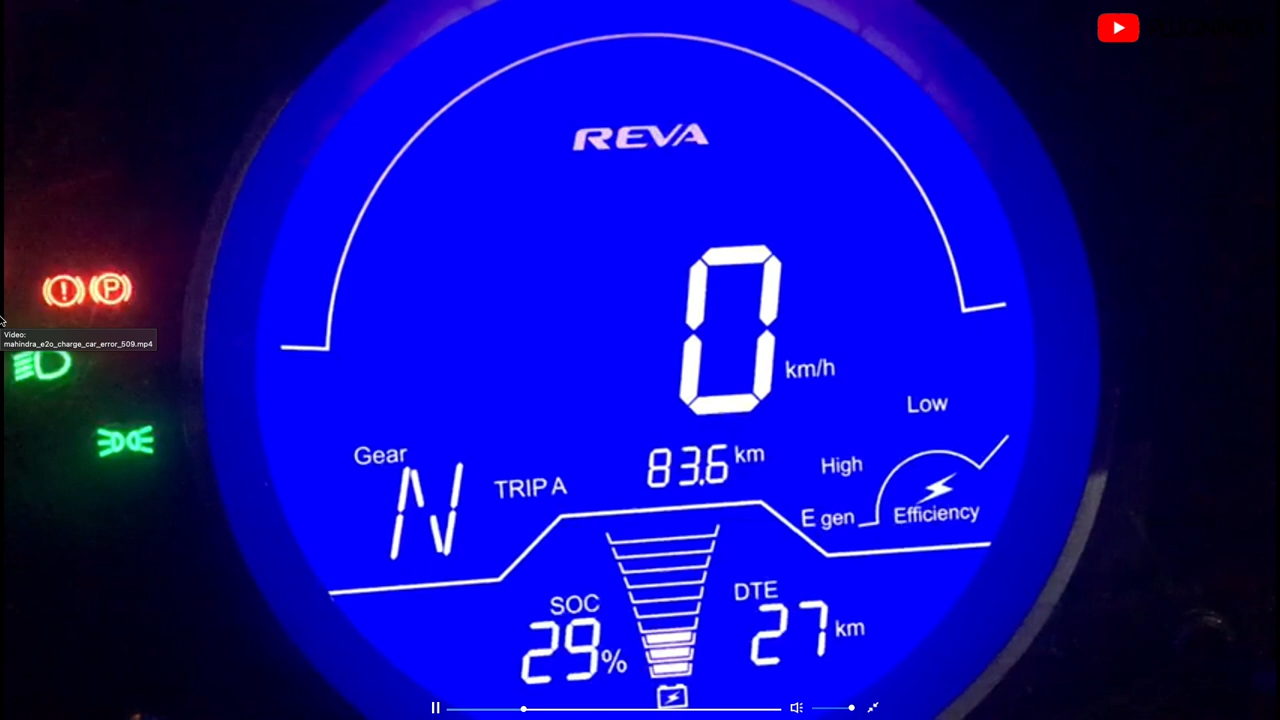 REVA
0
km/h
Low
Gear
N
TRIP A
83.6 km
High
E gen
Efficiency
SOC
29%
DTE
27 km
P
Video:
mahindra_e2o_charge_car_error_509.mp4